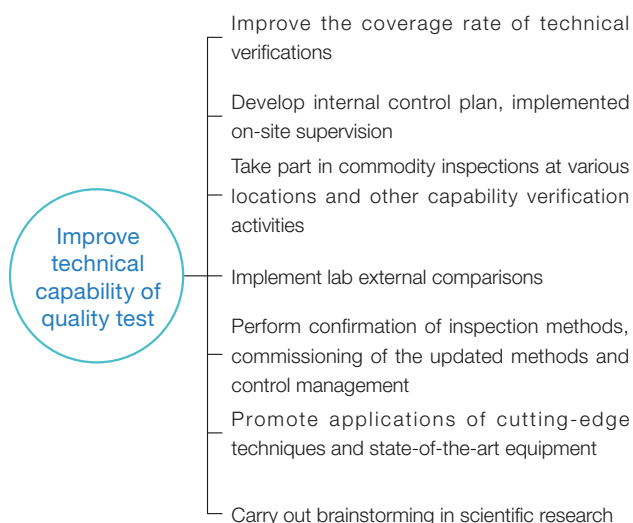 Improve the coverage rate of technical
verifications
Develop internal control plan, implemented
on-site supervision
Take part in commodity inspections at various
locations and other capability verification
activities
Improve
technical
capability of
quality test
Implement lab external comparisons
Perform confirmation of inspection methods,
commissioning of the updated methods and
control management
Promote applications of cutting-edge
techniques and state-of-the-art equipment
Carry out brainstorming in scientific research